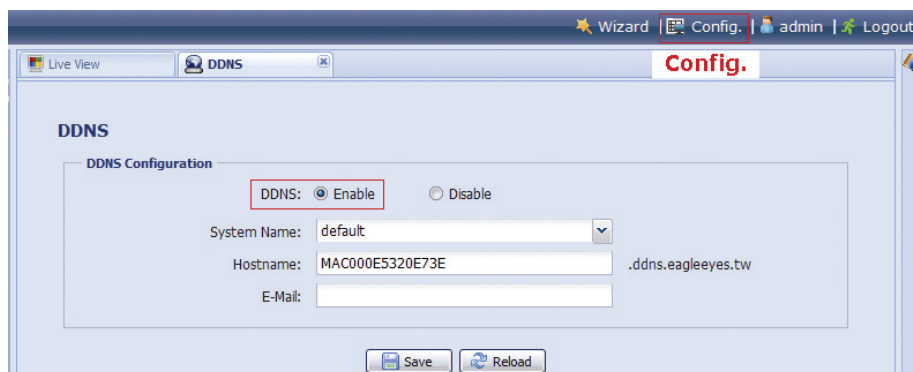 Wizard | Config. | admin | Logout
Live View DDNS
Config.
DDNS
DDNS Configuration
DDNS: Enable Disable
System Name: default
Hostname: MAC000E5320E73E .ddns.eagleeyes.tw
E-Mail:
Save Reload